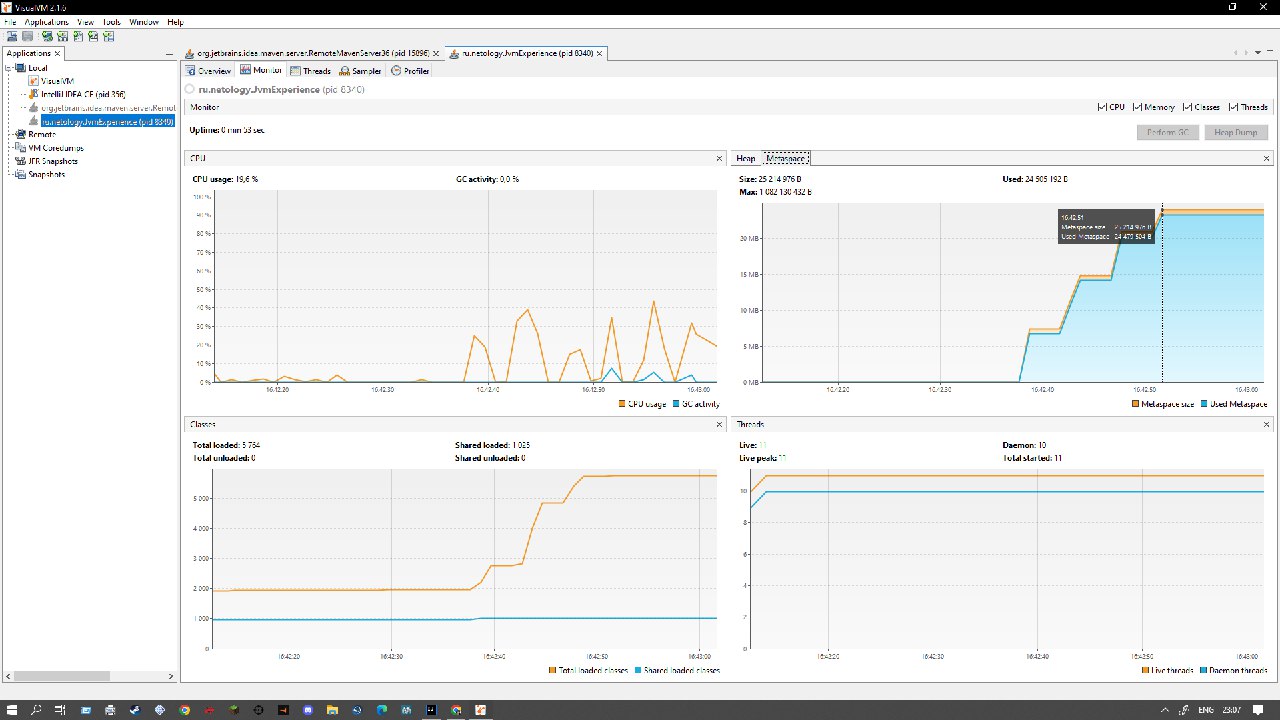 VisualVM 2.1.6
File Applications View Tools Window Help
Applications
Local
VisualVM
IntelliJ IDEA CE (pid 356)
org.jetbrains.idea.maven.server.Remot
ru.netology.JvmExperience (pid 8340)
Remote
VM Coredumps
JFR Snapshots
Snapshots
org.jetbrains.idea.maven.server.RemoteMavenServer36 (pid 15896)
ru.netology.JvmExperience (pid 8340)
Overview Monitor Threads Sampler Profiler
ru.netology.JvmExperience (pid 8340)
Monitor
CPU Memory Classes Threads
Uptime: 0 min 53 sec
Perform GC Heap Dump
CPU
CPU usage: 19,6 % GC activity: 0,0 %
100 %
90 %
80 %
70 %
60 %
50 %
40 %
30 %
20 %
10 %
0 %
16:42:20 16:42:30 16:42:40 16:42:50 16:43:00
CPU usage GC activity
Heap Metaspace
Size: 25 214 976 B Used: 24 505 192 B
Max: 1 082 130 432 B
16:42:51
Metaspace size 25 214 976 B
Used Metaspace 24 479 504 B
20 MB
15 MB
10 MB
5 MB
0 MB
16:42:20 16:42:30 16:42:40 16:42:50 16:43:00
Metaspace size Used Metaspace
Classes
Total loaded: 5 764 Shared loaded: 1 025
Total unloaded: 0 Shared unloaded: 0
5 000
4 000
3 000
2 000
1 000
0
16:42:20 16:42:30 16:42:40 16:42:50 16:43:00
Total loaded classes Shared loaded classes
Threads
Live: 11 Daemon: 10
Live peak: 11 Total started: 11
10
8
6
4
2
0
16:42:20 16:42:30 16:42:40 16:42:50 16:43:00
Live threads Daemon threads
ENG 23:07